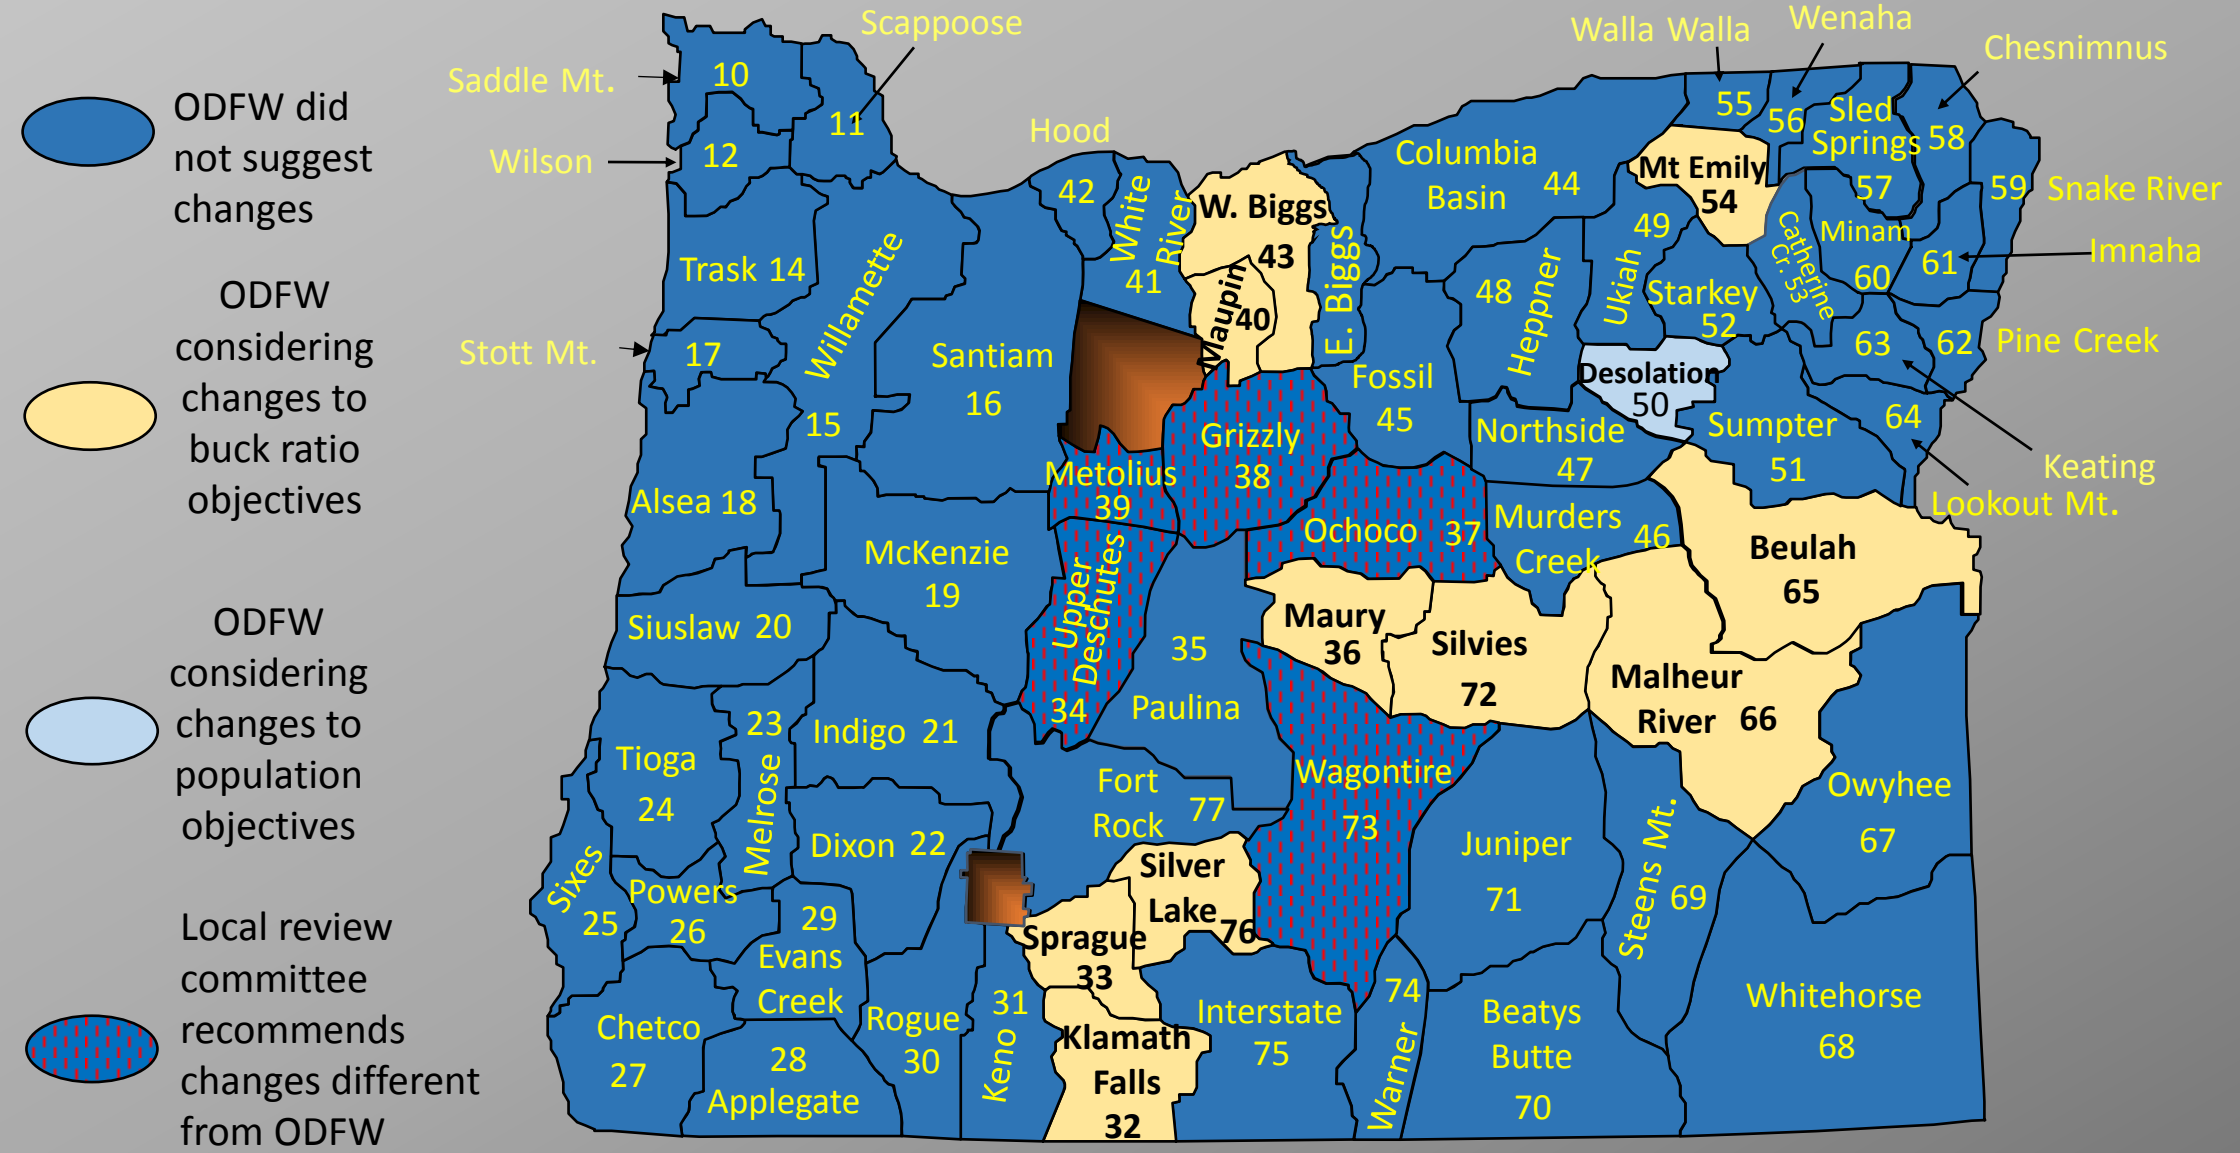 ODFW did
not suggest
changes
ODFW
considering
changes to
buck ratio
objectives
ODFW
considering
changes to
population
objectives
Local review
committee
recommends
changes different
from ODFW
Scappoose
Saddle Mt.
10
11
Wilson
12
Hood
42
White
River
41
W. Biggs
43
Maupin
40
E. Biggs
Columbia
Basin
44
Walla Walla
55
Wenaha
56
Sled
Springs
57
Chesnimnus
58
59
Snake River
Mt Emily
54
49
Ukiah
Starkey
52
Catherine
Cr. 53
Minam
60
61
Imnaha
62
Pine Creek
63
Keating
64
Lookout Mt.
Trask 14
Stott Mt.
17
Willamette
15
Santiam
16
Fossil
45
48
Heppner
Desolation
50
Northside
47
Sumpter
51
Grizzly
38
Metolius
39
Alsea 18
McKenzie
19
Ochoco 37
Murders
Creek
46
Beulah
65
Siuslaw 20
Upper
Deschutes
34
35
Paulina
Maury
36
Silvies
72
Malheur
River 66
23
Melrose
Indigo 21
Tioga
24
Fort
Rock
77
Wagontire
73
Owyhee
67
Dixon 22
Juniper
71
Steens Mt.
69
Sixes
25
Powers
26
29
Evans
Creek
Silver
Lake
76
Sprague
33
Chetco
27
28
Applegate
Rogue
30
31
Keno
Klamath
Falls
32
Interstate
75
74
Warner
Beatys
Butte
70
Whitehorse
68